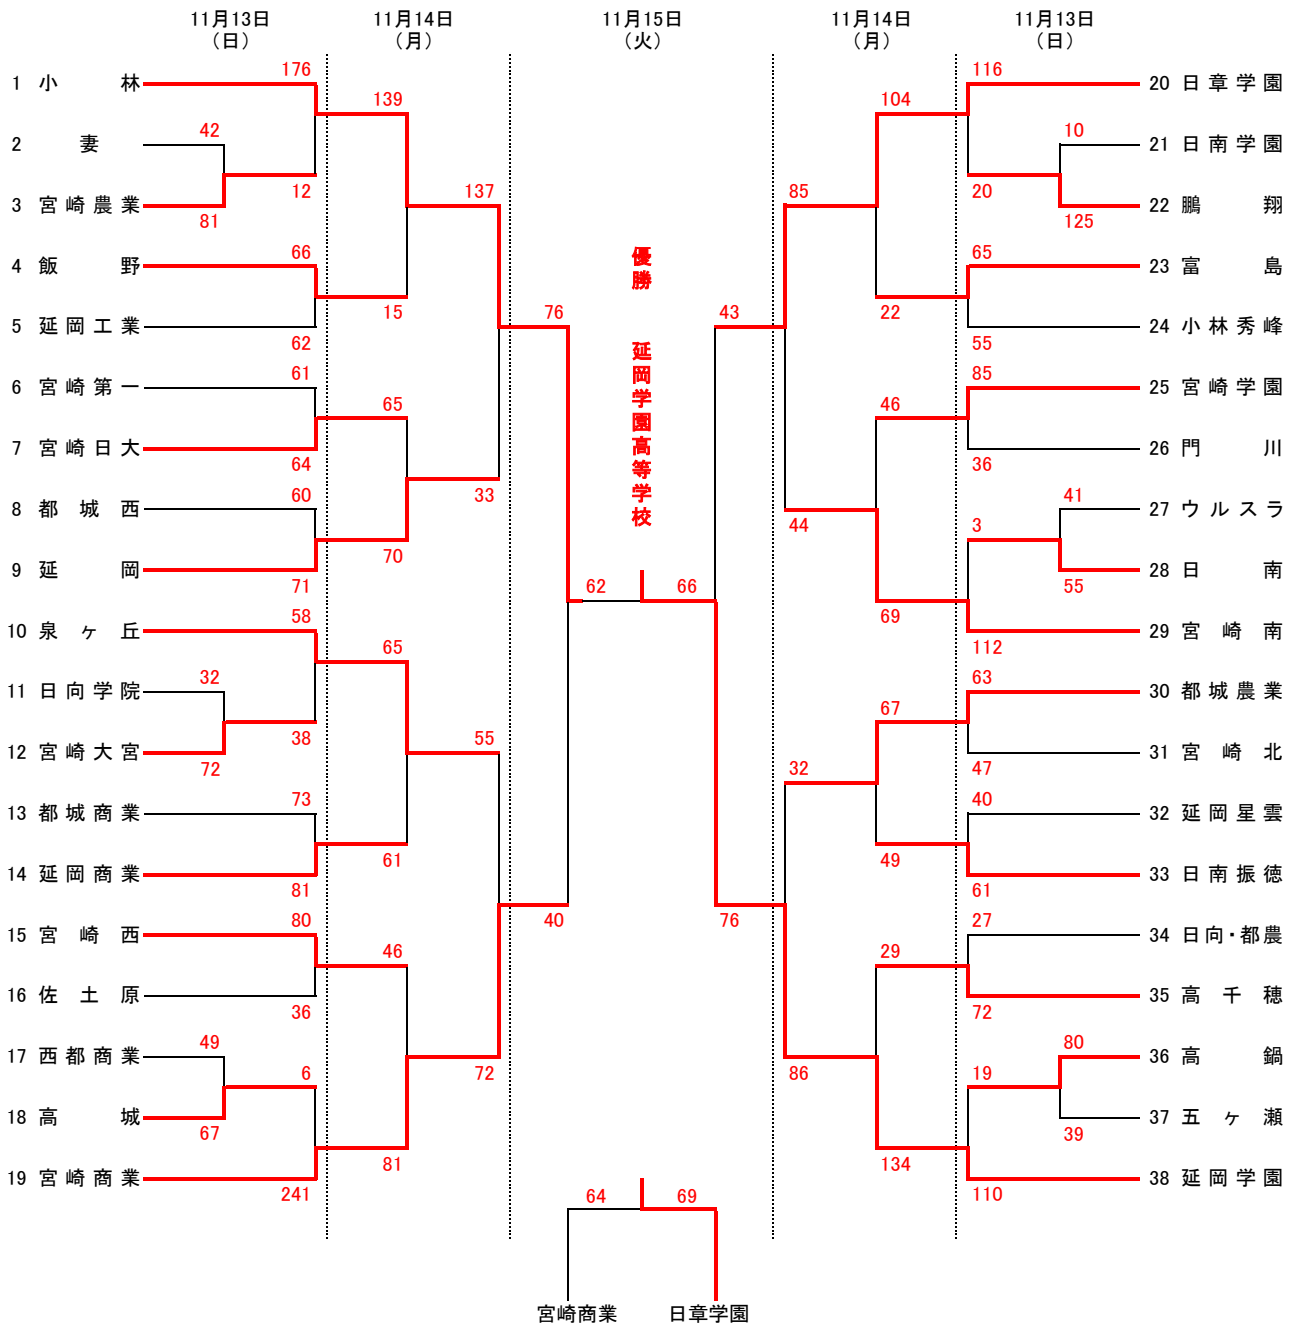 11月13日
(日)
11月14日
(月)
11月15日
(火)
11月14日
(月)
11月13日
(日)
1 小林
2 妻
3 宮崎農業
4 飯野
5 延岡工業
6 宮崎第一
7 宮崎日大
8 都城西
9 延岡
10 泉ヶ丘
11 日向学院
12 宮崎大宮
13 都城商業
14 延岡商業
15 宮崎西
16 佐土原
17 西都商業
18 高城
19 宮崎商業
176
42
12
81
66
62
61
64
60
71
58
32
38
72
73
81
80
36
49
6
67
241
139
15
65
70
65
61
46
81
137
33
55
72
76
40
優勝 延岡学園高等学校
62
66
43
76
64
69
宮崎商業
日章学園
85
44
32
86
104
22
46
69
67
49
29
134
116
10
20
125
65
55
85
36
41
3
55
112
63
47
40
61
27
72
80
19
39
110
20 日章学園
21 日南学園
22 鵬翔
23 富島
24 小林秀峰
25 宮崎学園
26 門川
27 ウルスラ
28 日南
29 宮崎南
30 都城農業
31 宮崎北
32 延岡星雲
33 日南振徳
34 日向・都農
35 高千穂
36 高鍋
37 五ヶ瀬
38 延岡学園